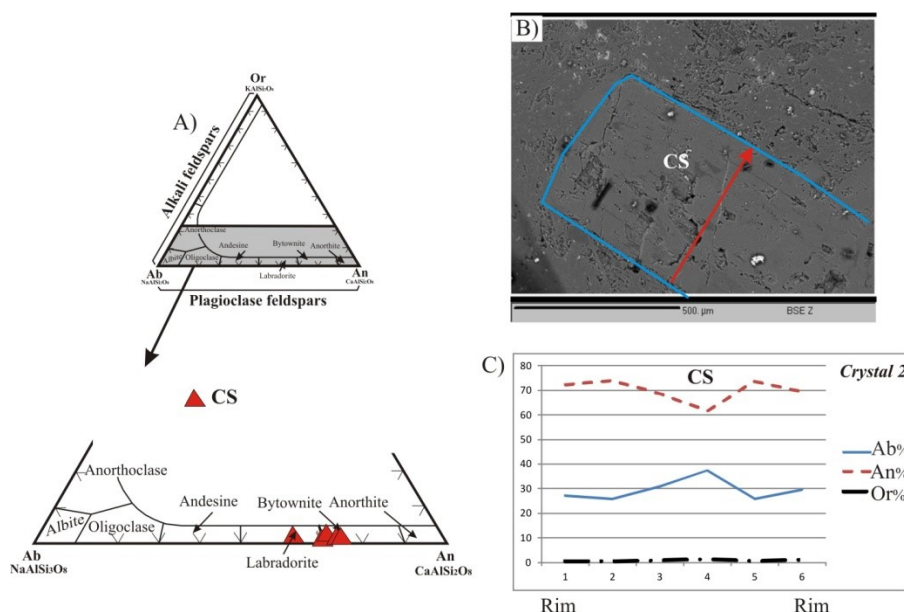 A)
Or
KAlSi₃O₈
Alkali feldspars
Anorthoclase
Andesine
Bytownite
Anorthite
Albite
Oligoclase
Labradorite
Ab
NaAlSi₃O₈
An
CaAlSi₂O₈
Plagioclase feldspars
CS
Anorthoclase
Andesine
Bytownite
Anorthite
Albite
Oligoclase
Labradorite
Ab
NaAlSi₃O₈
An
CaAlSi₂O₈
B)
CS
500. µm
BSE Z
C)
CS
Crystal 2
80
70
60
50
40
30
20
10
0
1 2 3 4 5 6
Rim Rim
Ab%
An%
Or%